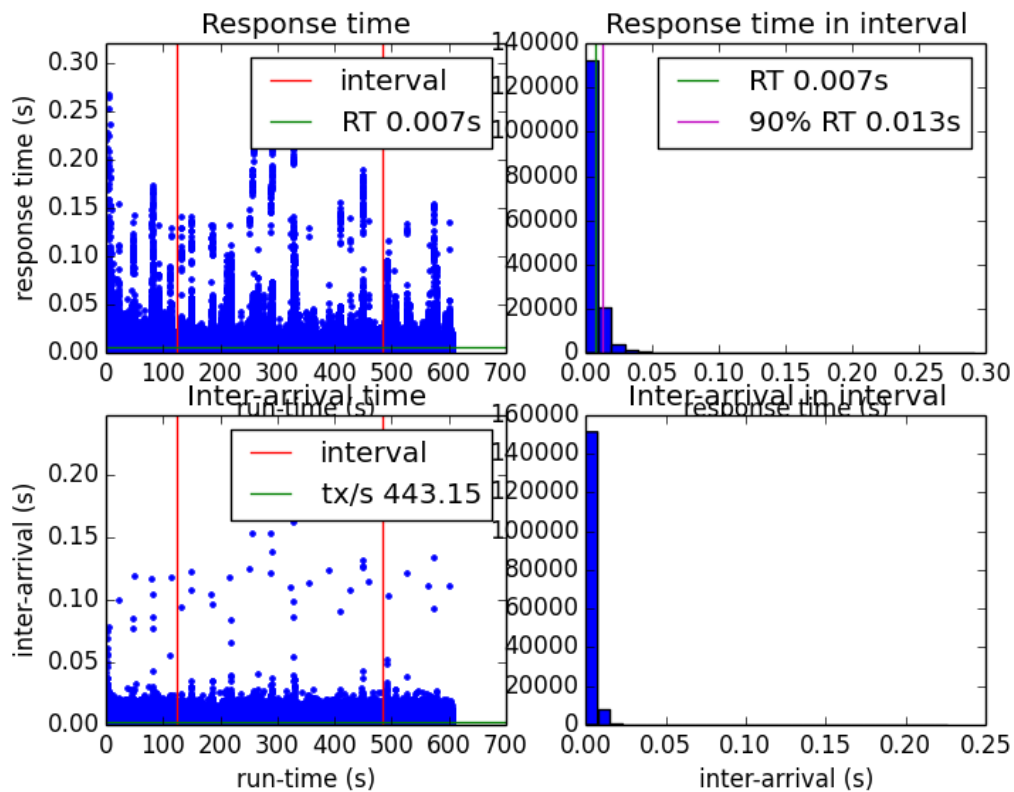 Response time
0.30
0.25
0.20
0.15
0.10
0.05
0.00
response time (s)
interval
RT 0.007s
0 100 200 300 400 500 600 700
run-time (s)
Response time in interval
140000
120000
100000
80000
60000
40000
20000
0
RT 0.007s
90% RT 0.013s
0.00 0.05 0.10 0.15 0.20 0.25 0.30
response time (s)
Inter-arrival time
0.20
0.15
0.10
0.05
0.00
inter-arrival (s)
interval
tx/s 443.15
0 100 200 300 400 500 600 700
run-time (s)
Inter-arrival in interval
160000
140000
120000
100000
80000
60000
40000
20000
0
0.00 0.05 0.10 0.15 0.20 0.25
inter-arrival (s)